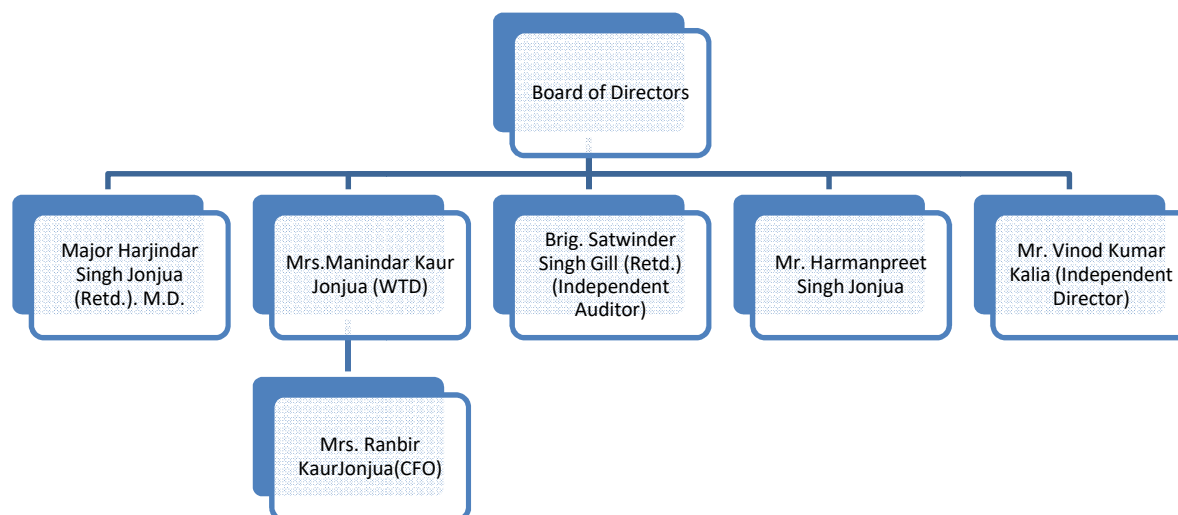 Board of Directors
Major Harjindar
Singh Jonjua
(Retd.). M.D.
Mrs.Manindar Kaur
Jonjua (WTD)
Brig. Satwinder
Singh Gill (Retd.)
(Independent
Auditor)
Mr. Harmanpreet
Singh Jonjua
Mr. Vinod Kumar
Kalia (Independent
Director)
Mrs. Ranbir
KaurJonjua(CFO)